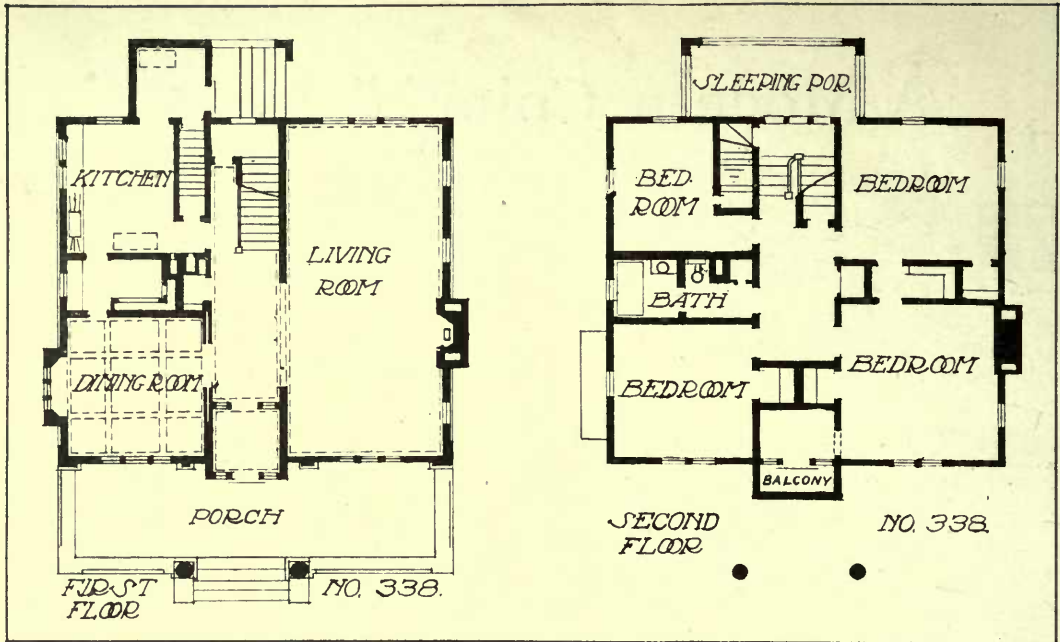 KITCHEN
LIVING
ROOM
DINING ROOM
PORCH
FIRST
FLOOR
NO. 338.
SLEEPING POR.
BED-
ROOM
BEDROOM
BATH
BEDROOM
BEDROOM
BALCONY
SECOND
FLOOR
NO. 338.